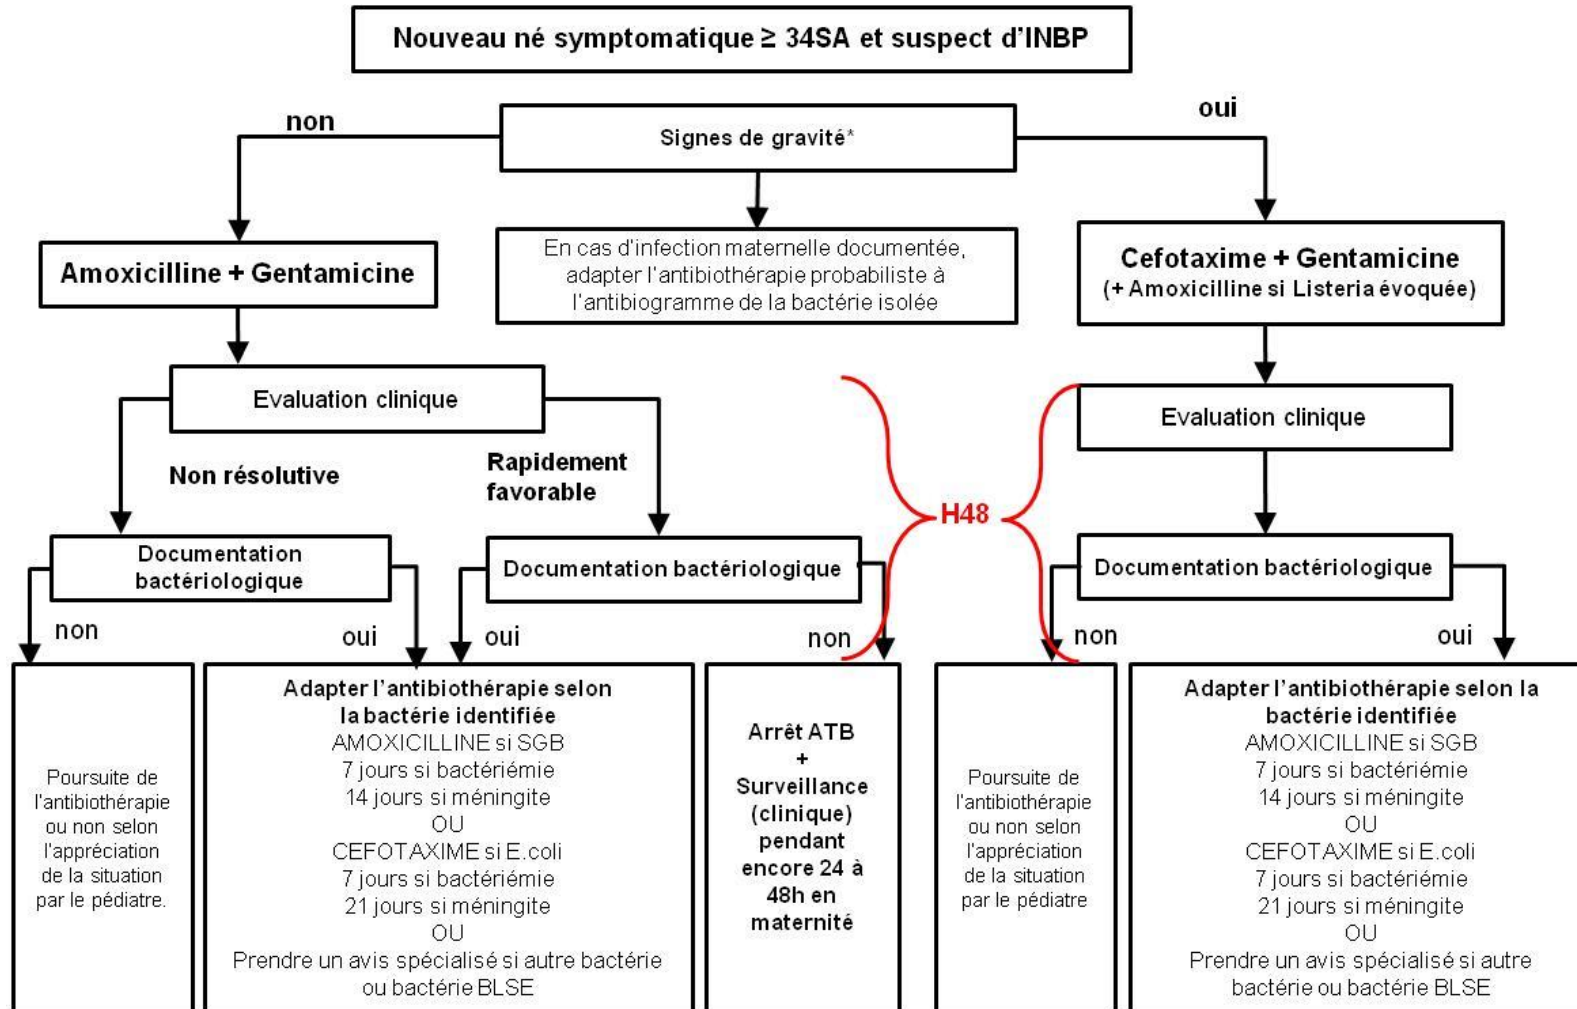 Nouveau né symptomatique ≥ 34SA et suspect d'INBP
non
oui
Signes de gravité*
Amoxicilline + Gentamicine
En cas d'infection maternelle documentée,
adapter l'antibiothérapie probabiliste à
l'antibiogramme de la bactérie isolée
Cefotaxime + Gentamicine
(+ Amoxicilline si Listeria évoquée)
Evaluation clinique
Evaluation clinique
Non résolutive
Rapidement
favorable
H48
Documentation
bactériologique
Documentation bactériologique
Documentation bactériologique
non
oui
oui
non
non
oui
Poursuite de
l'antibiothérapie
ou non selon
l'appréciation
de la situation
par le pédiatre.
Adapter l'antibiothérapie selon
la bactérie identifiée
AMOXICILLINE si SGB
7 jours si bactériémie
14 jours si méningite
OU
CEFOTAXIME si E.coli
7 jours si bactériémie
21 jours si méningite
OU
Prendre un avis spécialisé si autre bactérie
ou bactérie BLSE
Arrêt ATB
+
Surveillance
(clinique)
pendant
encore 24 à
48h en
maternité
Poursuite de
l'antibiothérapie
ou non selon
l'appréciation
de la situation
par le pédiatre
Adapter l'antibiothérapie selon la
bactérie identifiée
AMOXICILLINE si SGB
7 jours si bactériémie
14 jours si méningite
OU
CEFOTAXIME si E.coli
7 jours si bactériémie
21 jours si méningite
OU
Prendre un avis spécialisé si autre
bactérie ou bactérie BLSE